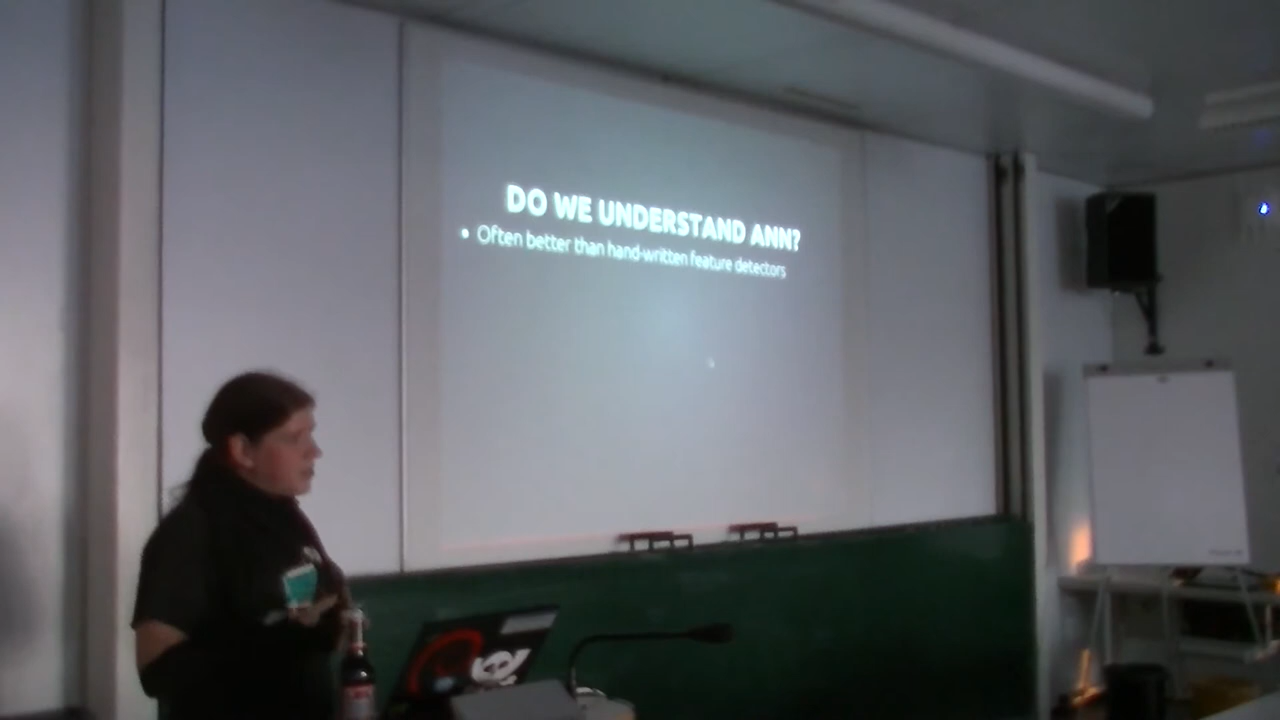 DO WE UNDERSTAND ANN?
• Often better than hand-written feature detectors